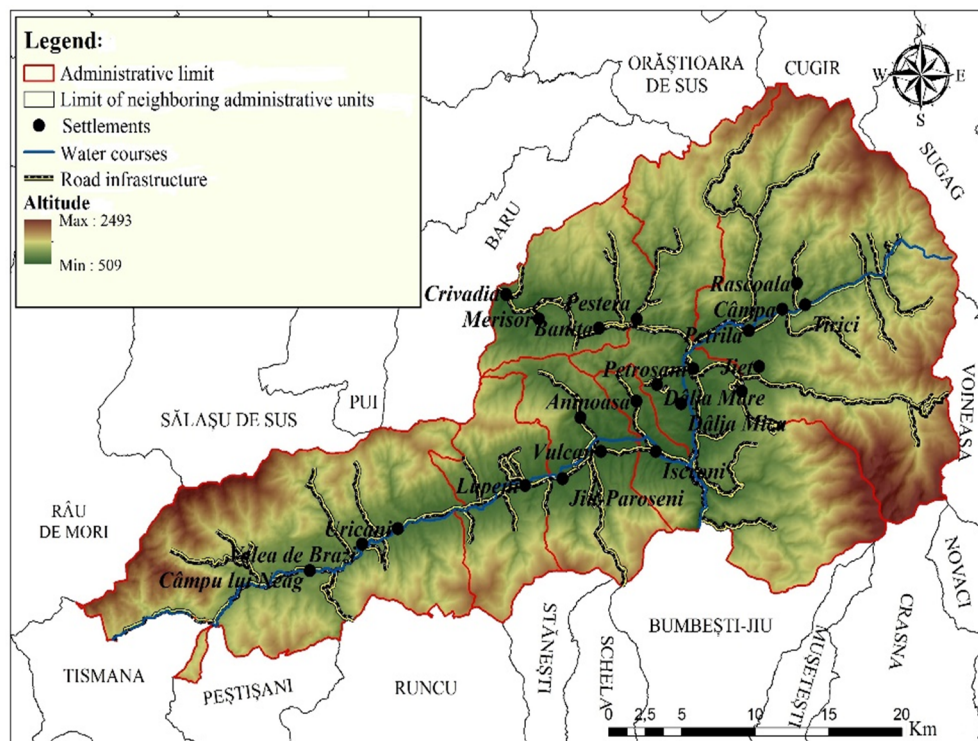 Legend:
Administrative limit
Limit of neighboring administrative units
Settlements
Water courses
Road infrastructure
Altitude
Max : 2493
Min : 509
ORĂȘTIOARA
DE SUS
CUGIR
N
W
E
S
SUGAG
BARU
Crivadia
Merisor
Pestera
Banita
Rascoala
Câmpa
Tirici
Petrila
Petrosani
Jiet
Dâlja Mare
Dâlja Mica
Aninoasa
VOINEASA
SĂLAȘU DE SUS
PUI
Vulcan
Iscroni
Lupeni
Jiu-Paroseni
RÂU
DE MORI
Uricani
Valea de Brazi
Câmpu lui Neag
NOVACI
CRASNA
MUȘETEȘTI
BUMBEȘTI-JIU
SCHELA
STĂNEȘTI
RUNCU
PEȘTIȘANI
TISMANA
0 2,5 5 10 15 20
Km